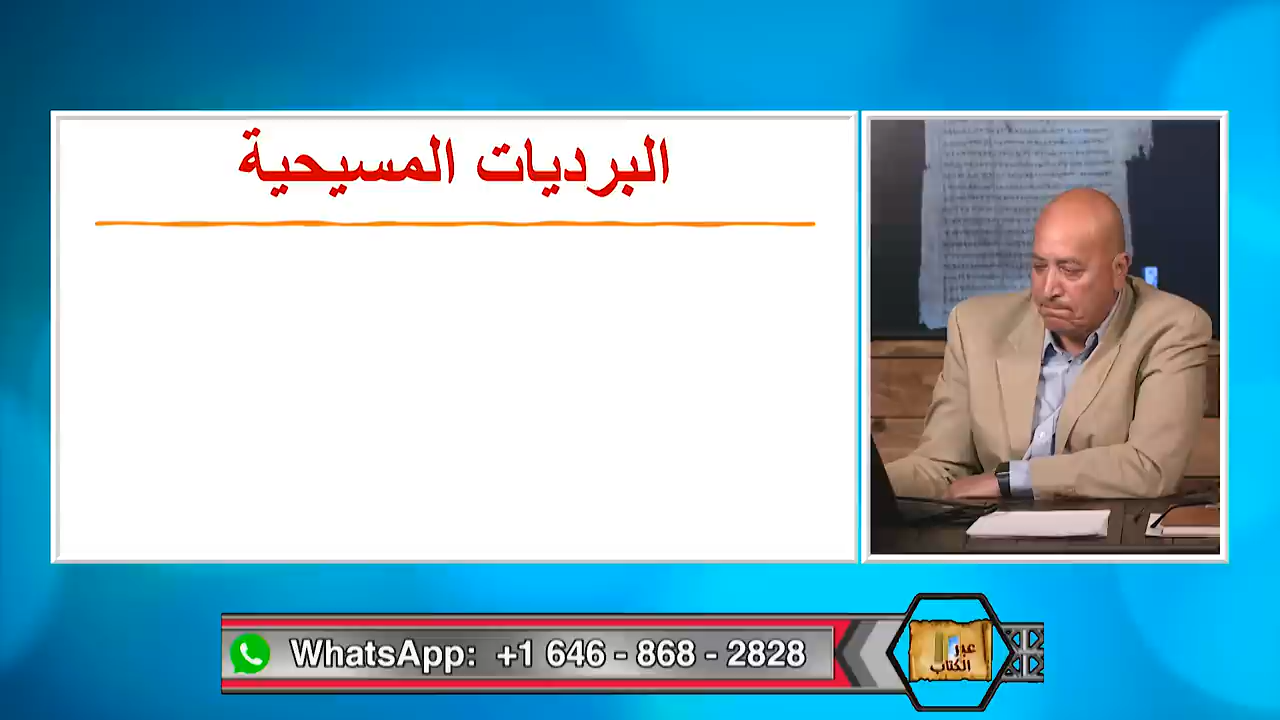 البرديات المسيحية
WhatsApp: +1 646 - 868 - 2828
عبر
الكتاب